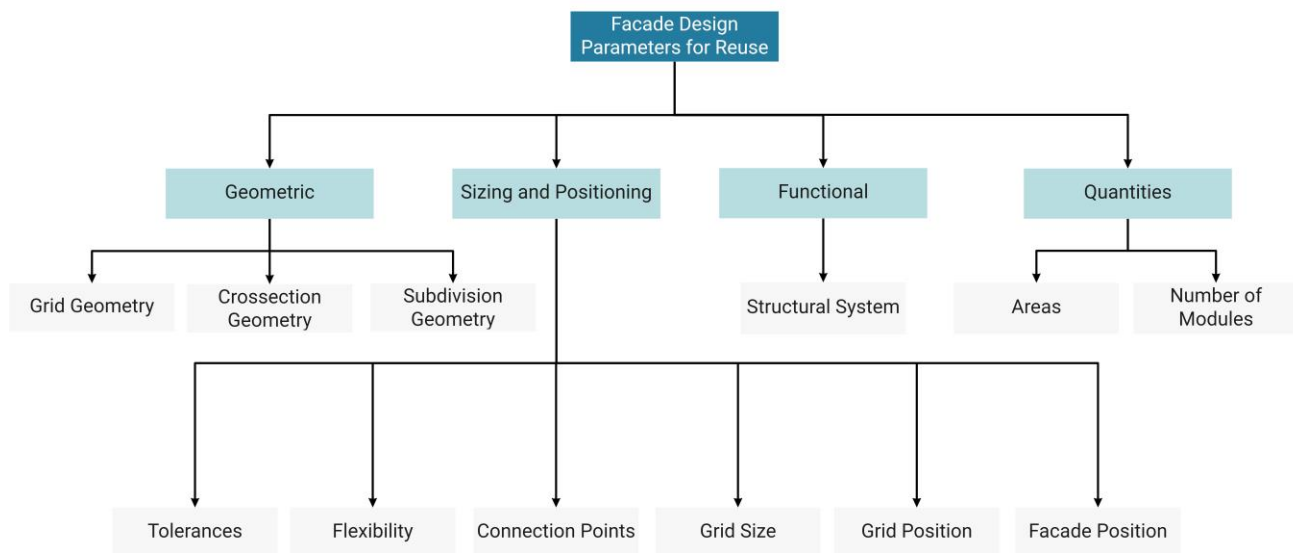 Facade Design
Parameters for Reuse
Geometric
Sizing and Positioning
Functional
Quantities
Grid Geometry
Crossection
Geometry
Subdivision
Geometry
Structural System
Areas
Number of
Modules
Tolerances
Flexibility
Connection Points
Grid Size
Grid Position
Facade Position